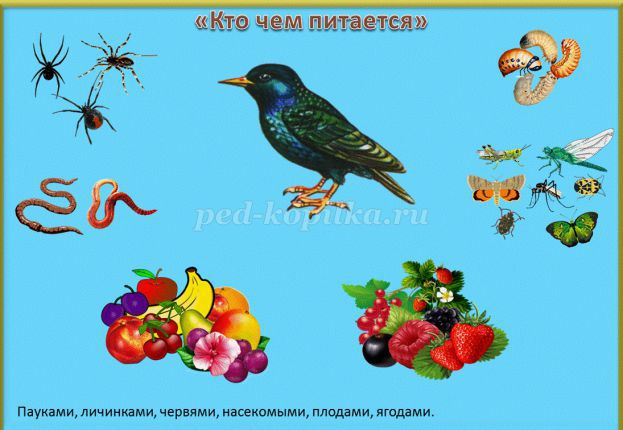 «Кто чем питается»
ped-kopilka.ru
Пауками, личинками, червями, насекомыми, плодами, ягодами.